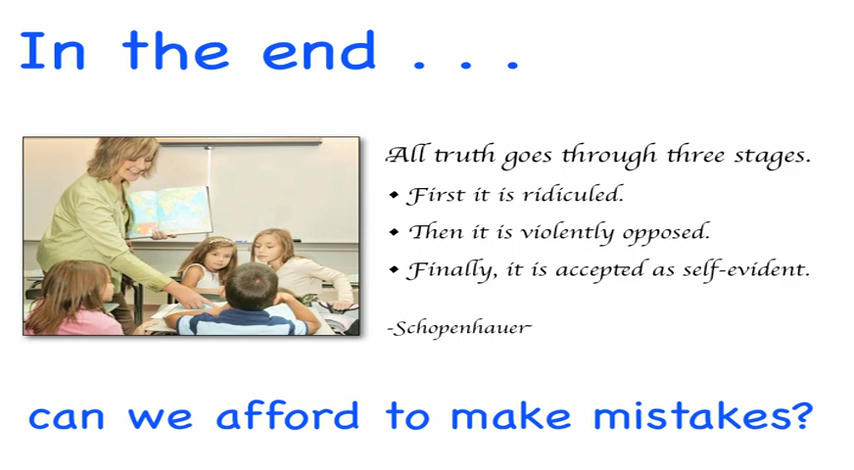 In the end . . .
All truth goes through three stages.
◆ First it is ridiculed.
◆ Then it is violently opposed.
◆ Finally, it is accepted as self-evident.
-Schopenhauer
can we afford to make mistakes?